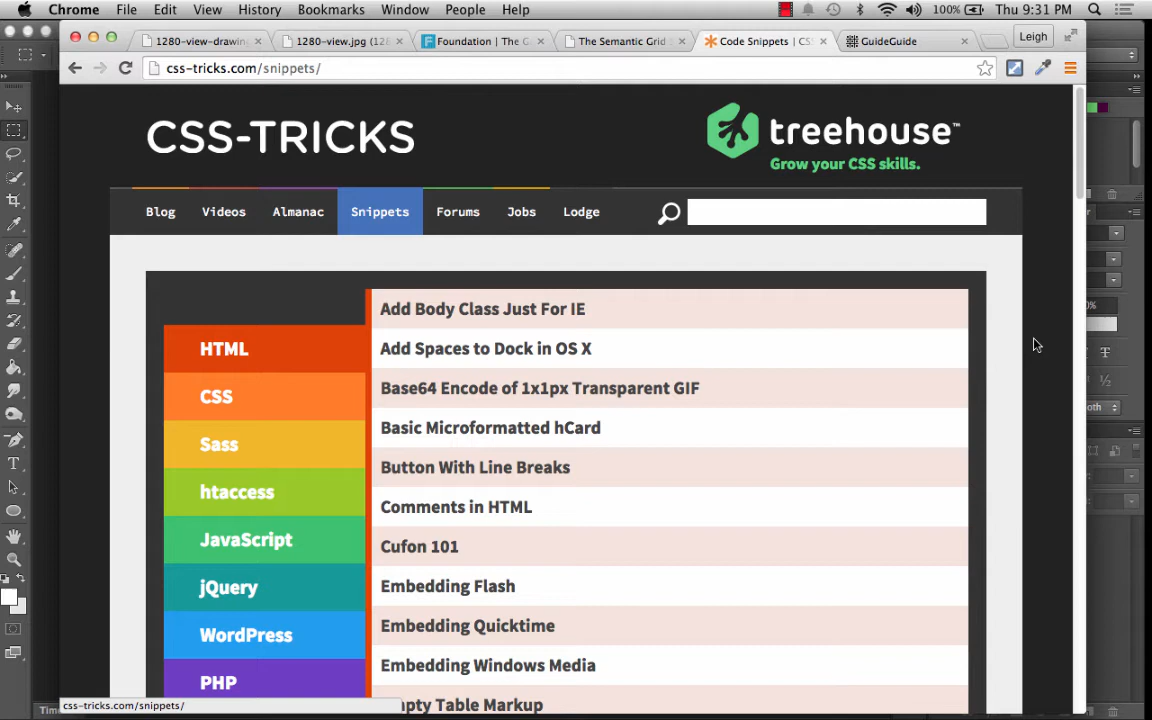 Chrome File Edit View History Bookmarks Window People Help 100% Thu 9:31 PM
1280-view-drawin 1280-view.jpg (128 Foundation | The G The Semantic Grid S Code Snippets | CS GuideGuide Leigh
css-tricks.com/snippets/
CSS-TRICKS
treehouse™
Grow your CSS skills.
Blog Videos Almanac Snippets Forums Jobs Lodge
Add Body Class Just For IE
HTML
Add Spaces to Dock in OS X
CSS
Base64 Encode of 1x1px Transparent GIF
Basic Microformatted hCard
Sass
Button With Line Breaks
htaccess
Comments in HTML
JavaScript
Cufon 101
jQuery
Embedding Flash
WordPress
Embedding Quicktime
PHP
Embedding Windows Media
mpty Table Markup
css-tricks.com/snippets/